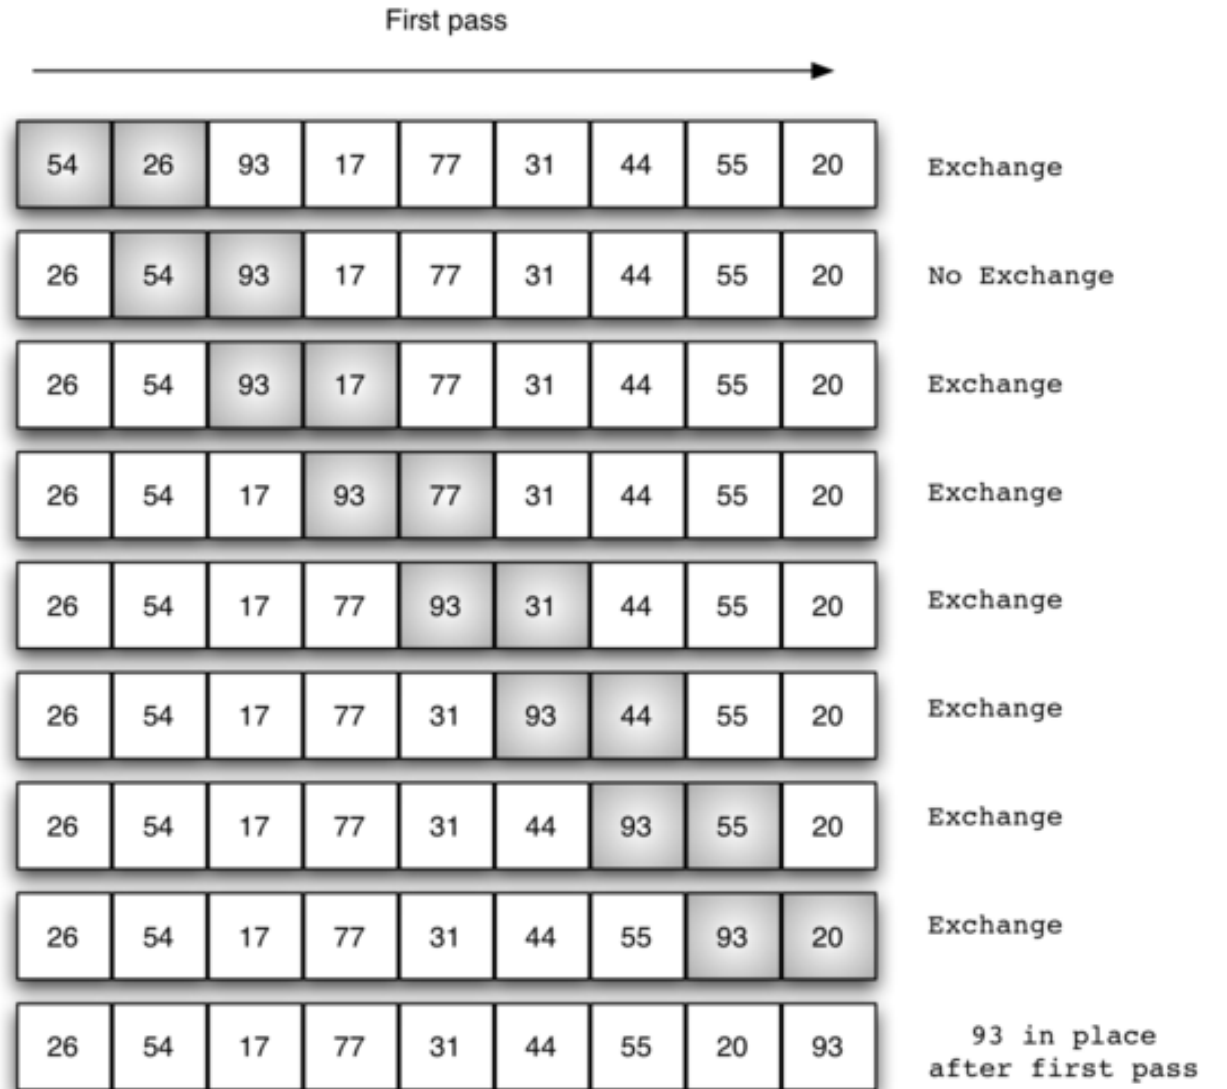 First pass
54 26 93 17 77 31 44 55 20 Exchange
26 54 93 17 77 31 44 55 20 No Exchange
26 54 93 17 77 31 44 55 20 Exchange
26 54 17 93 77 31 44 55 20 Exchange
26 54 17 77 93 31 44 55 20 Exchange
26 54 17 77 31 93 44 55 20 Exchange
26 54 17 77 31 44 93 55 20 Exchange
26 54 17 77 31 44 55 93 20 Exchange
26 54 17 77 31 44 55 20 93 93 in place
after first pass